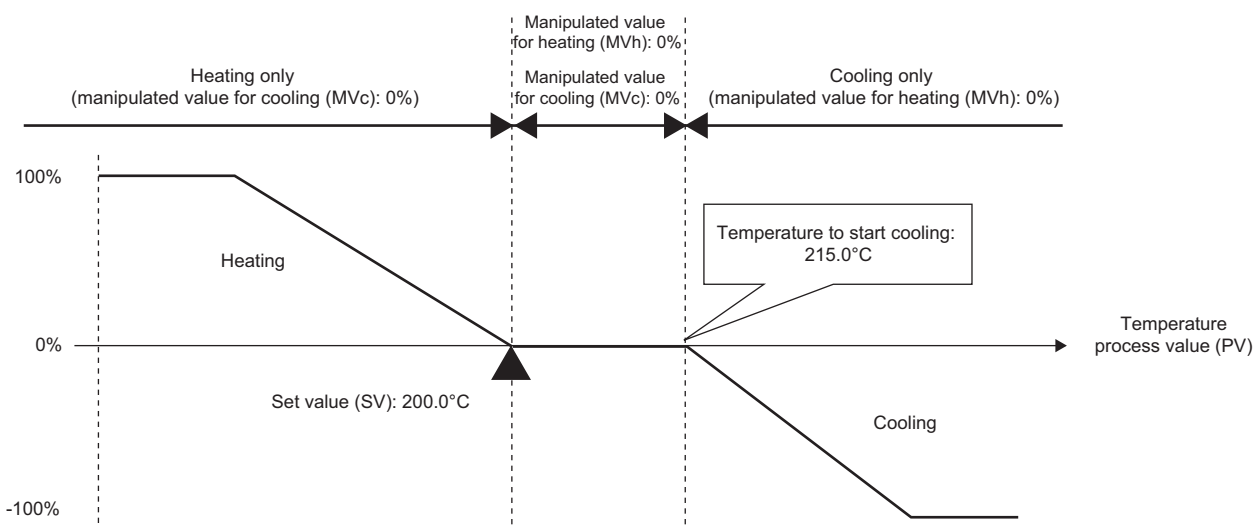 Manipulated value
for heating (MVh): 0%
Heating only
(manipulated value for cooling (MVc): 0%)
Manipulated value
for cooling (MVc): 0%
Cooling only
(manipulated value for heating (MVh): 0%)
100%
Temperature to start cooling:
215.0°C
Heating
0%
Temperature
process value (PV)
Set value (SV): 200.0°C
Cooling
-100%